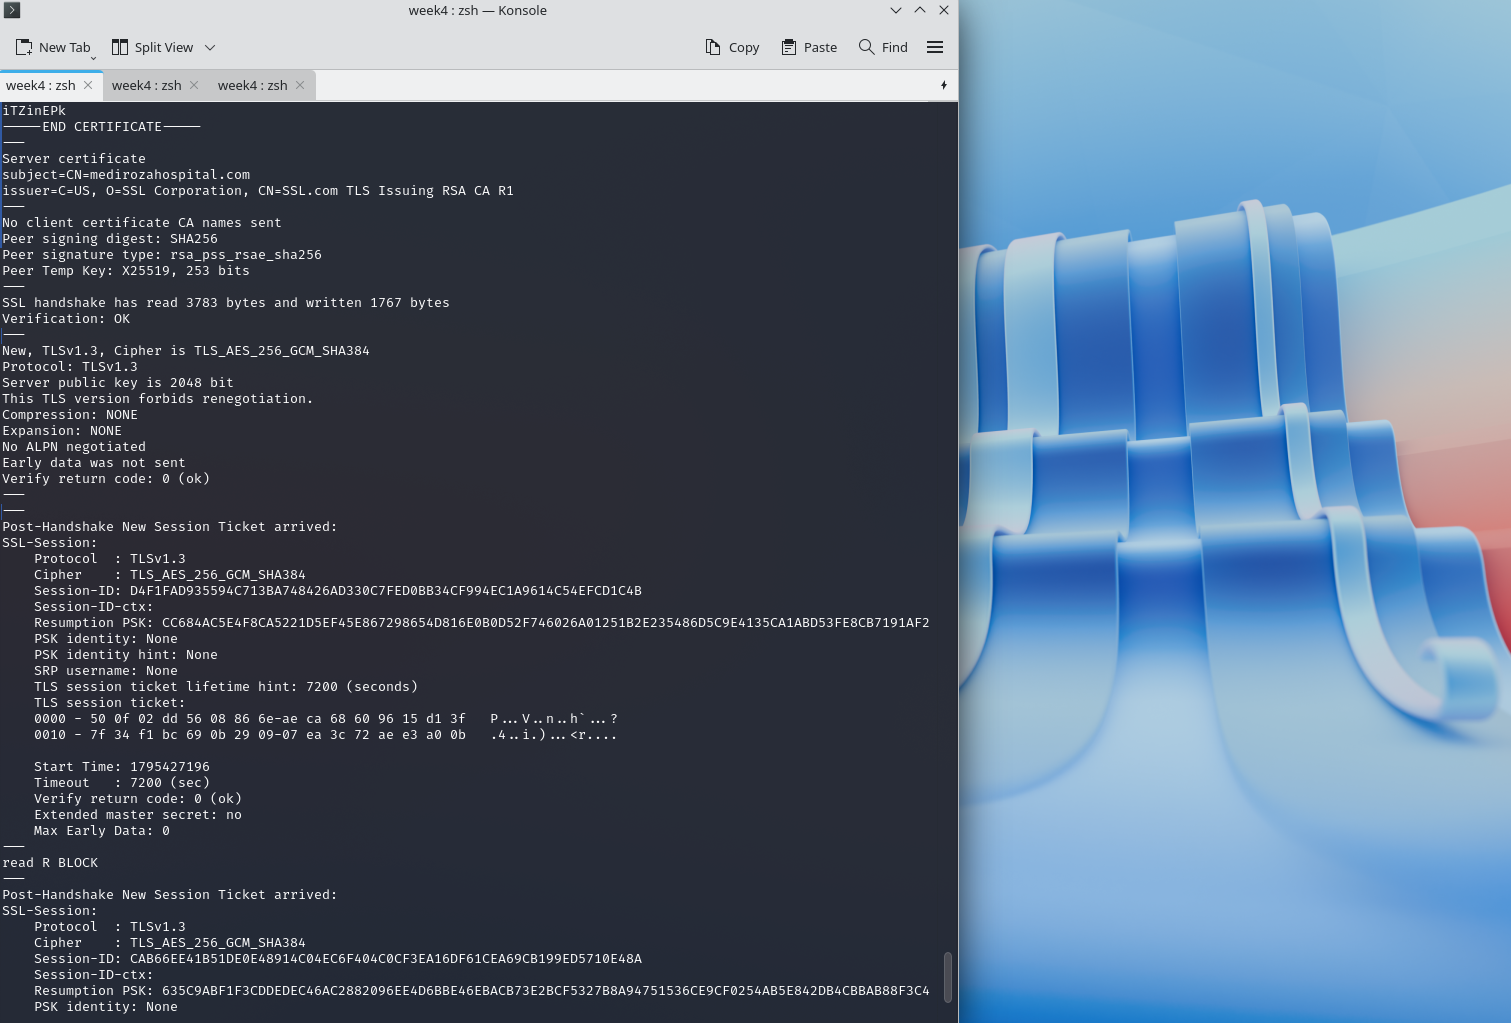 week4 : zsh — Konsole
New Tab Split View Copy Paste Find
week4 : zsh week4 : zsh week4 : zsh
iTZinEPk
-----END CERTIFICATE-----
---
Server certificate
subject=CN=medirozahospital.com
issuer=C=US, O=SSL Corporation, CN=SSL.com TLS Issuing RSA CA R1
---
No client certificate CA names sent
Peer signing digest: SHA256
Peer signature type: rsa_pss_rsae_sha256
Peer Temp Key: X25519, 253 bits
---
SSL handshake has read 3783 bytes and written 1767 bytes
Verification: OK
---
New, TLSv1.3, Cipher is TLS_AES_256_GCM_SHA384
Protocol: TLSv1.3
Server public key is 2048 bit
This TLS version forbids renegotiation.
Compression: NONE
Expansion: NONE
No ALPN negotiated
Early data was not sent
Verify return code: 0 (ok)
---
---
Post-Handshake New Session Ticket arrived:
SSL-Session:
    Protocol  : TLSv1.3
    Cipher    : TLS_AES_256_GCM_SHA384
    Session-ID: D4F1FAD935594C713BA748426AD330C7FED0BB34CF994EC1A9614C54EFCD1C4B
    Session-ID-ctx:
    Resumption PSK: CC684AC5E4F8CA5221D5EF45E867298654D816E0B0D52F746026A01251B2E235486D5C9E4135CA1ABD53FE8CB7191AF2
    PSK identity: None
    PSK identity hint: None
    SRP username: None
    TLS session ticket lifetime hint: 7200 (seconds)
    TLS session ticket:
    0000 - 50 0f 02 dd 56 08 86 6e-ae ca 68 60 96 15 d1 3f   P...V..n..h`...?
    0010 - 7f 34 f1 bc 69 0b 29 09-07 ea 3c 72 ae e3 a0 0b   .4..i.)...<r....
    Start Time: 1795427196
    Timeout   : 7200 (sec)
    Verify return code: 0 (ok)
    Extended master secret: no
    Max Early Data: 0
---
read R BLOCK
---
Post-Handshake New Session Ticket arrived:
SSL-Session:
    Protocol  : TLSv1.3
    Cipher    : TLS_AES_256_GCM_SHA384
    Session-ID: CAB66EE41B51DE0E48914C04EC6F404C0CF3EA16DF61CEA69CB199ED5710E48A
    Session-ID-ctx:
    Resumption PSK: 635C9ABF1F3CDDEDEC46AC2882096EE4D6BBE46EBACB73E2BCF5327B8A94751536CE9CF0254AB5E842DB4CBBAB88F3C4
    PSK identity: None